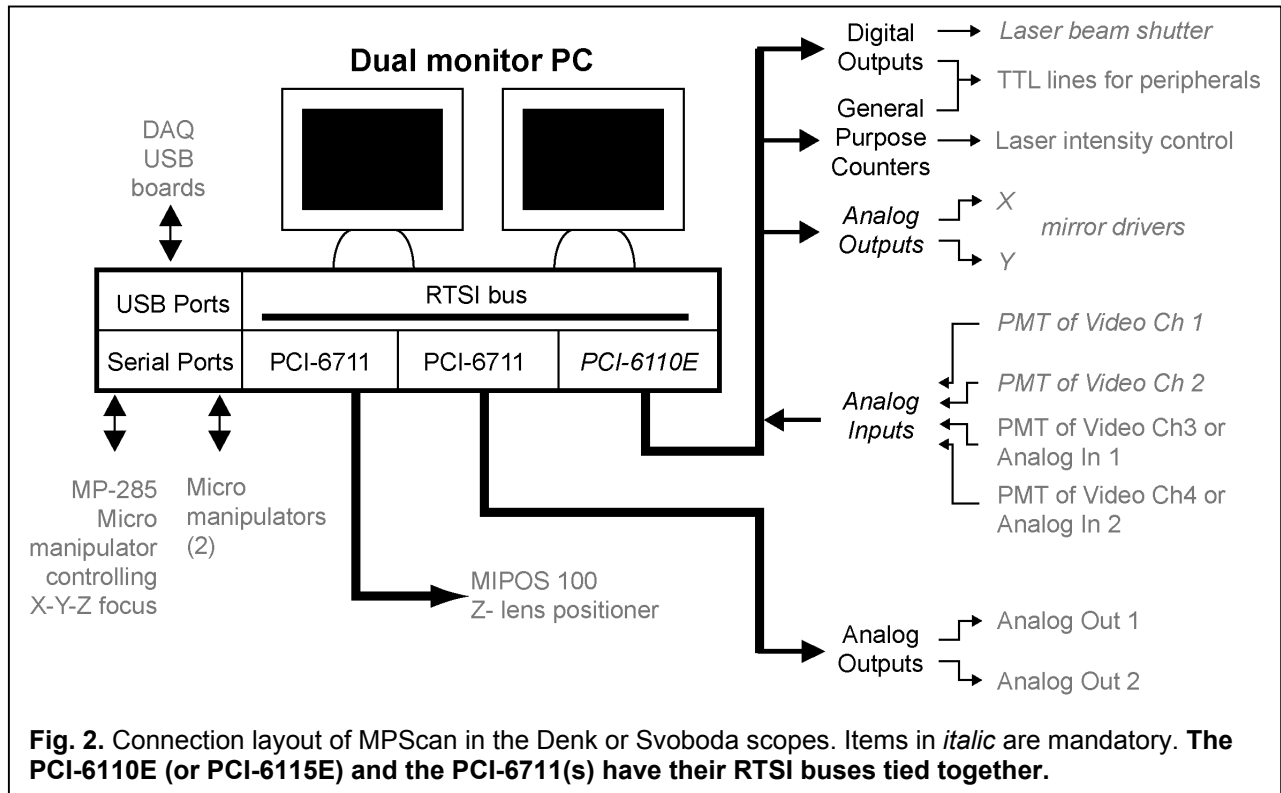 Dual monitor PC
DAQ
USB
boards
USB Ports
RTSI bus
Serial Ports
PCI-6711
PCI-6711
PCI-6110E
MP-285
Micro
manipulator
controlling
X-Y-Z focus
Micro
manipulators
(2)
MIPOS 100
Z- lens positioner
Digital
Outputs
Laser beam shutter
TTL lines for peripherals
General
Purpose
Counters
Laser intensity control
Analog
Outputs
X
mirror drivers
Y
Analog
Inputs
PMT of Video Ch 1
PMT of Video Ch 2
PMT of Video Ch3 or
Analog In 1
PMT of Video Ch4 or
Analog In 2
Analog
Outputs
Analog Out 1
Analog Out 2
Fig. 2. Connection layout of MPScan in the Denk or Svoboda scopes. Items in italic are mandatory. The
PCI-6110E (or PCI-6115E) and the PCI-6711(s) have their RTSI buses tied together.